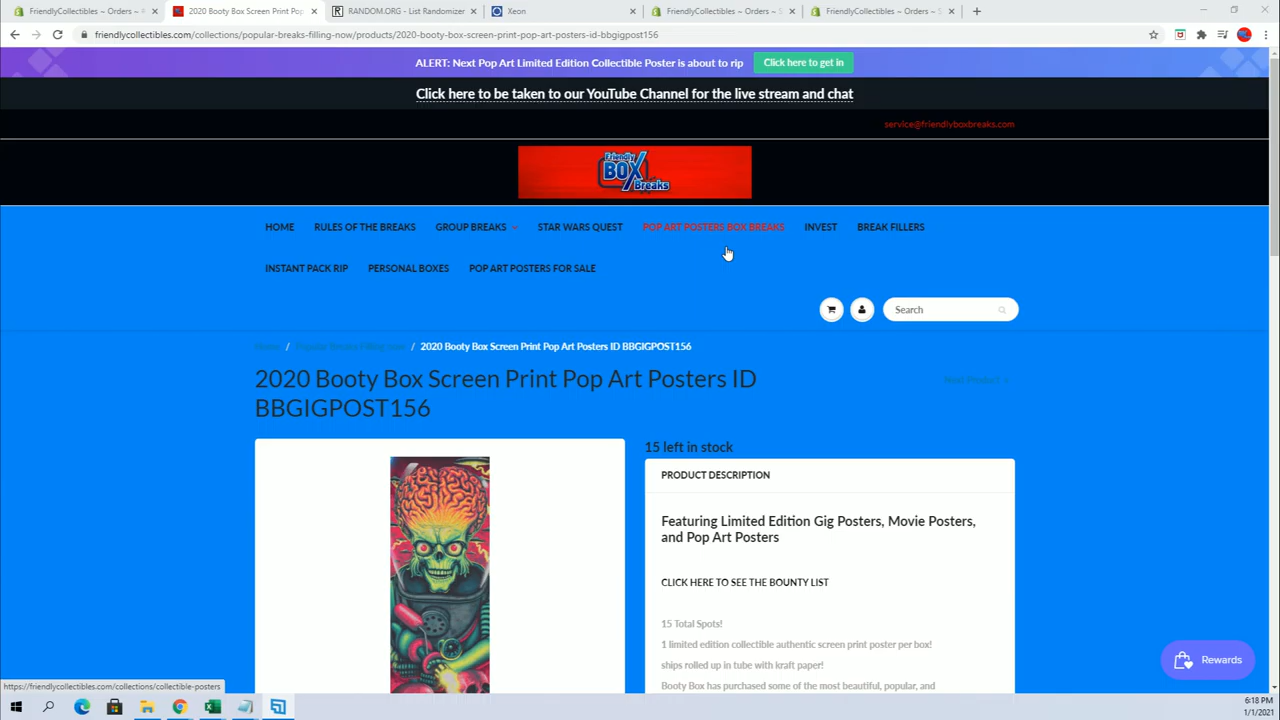 FriendlyCollectibles ~ Orders ~ 
2020 Booty Box Screen Print Pop
RANDOM.ORG - List Randomizer
Xeon
FriendlyCollectibles ~ Orders ~ S
FriendlyCollectibles ~ Orders ~ S
friendlycollectibles.com/collections/popular-breaks-filling-now/products/2020-booty-box-screen-print-pop-art-posters-id-bbgigpost156
ALERT: Next Pop Art Limited Edition Collectible Poster is about to rip
Click here to get in
Click here to be taken to our YouTube Channel for the live stream and chat
service@friendlyboxbreaks.com
Friendly
BOX
Breaks
HOME
RULES OF THE BREAKS
GROUP BREAKS
STAR WARS QUEST
POP ART POSTERS BOX BREAKS
INVEST
BREAK FILLERS
INSTANT PACK RIP
PERSONAL BOXES
POP ART POSTERS FOR SALE
Search
Home / Popular Breaks Filling now / 2020 Booty Box Screen Print Pop Art Posters ID BBGIGPOST156
2020 Booty Box Screen Print Pop Art Posters ID
BBGIGPOST156
Next Product
15 left in stock
PRODUCT DESCRIPTION
Featuring Limited Edition Gig Posters, Movie Posters,
and Pop Art Posters
CLICK HERE TO SEE THE BOUNTY LIST
15 Total Spots!
1 limited edition collectible authentic screen print poster per box!
ships rolled up in tube with kraft paper!
Booty Box has purchased some of the most beautiful, popular, and
Rewards
https://friendlycollectibles.com/collections/collectible-posters
6:18 PM
1/1/2021